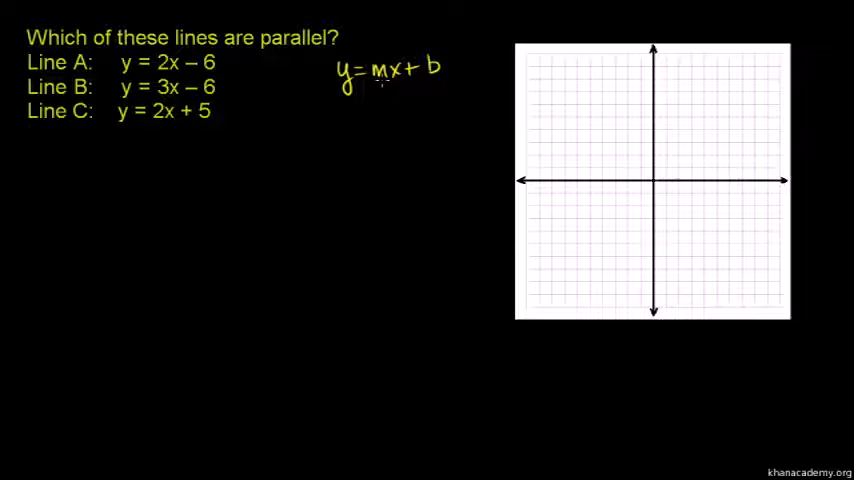 Which of these lines are parallel?
Line A: y = 2x – 6
y = mx + b
Line B: y = 3x – 6
Line C: y = 2x + 5
khanacademy.org